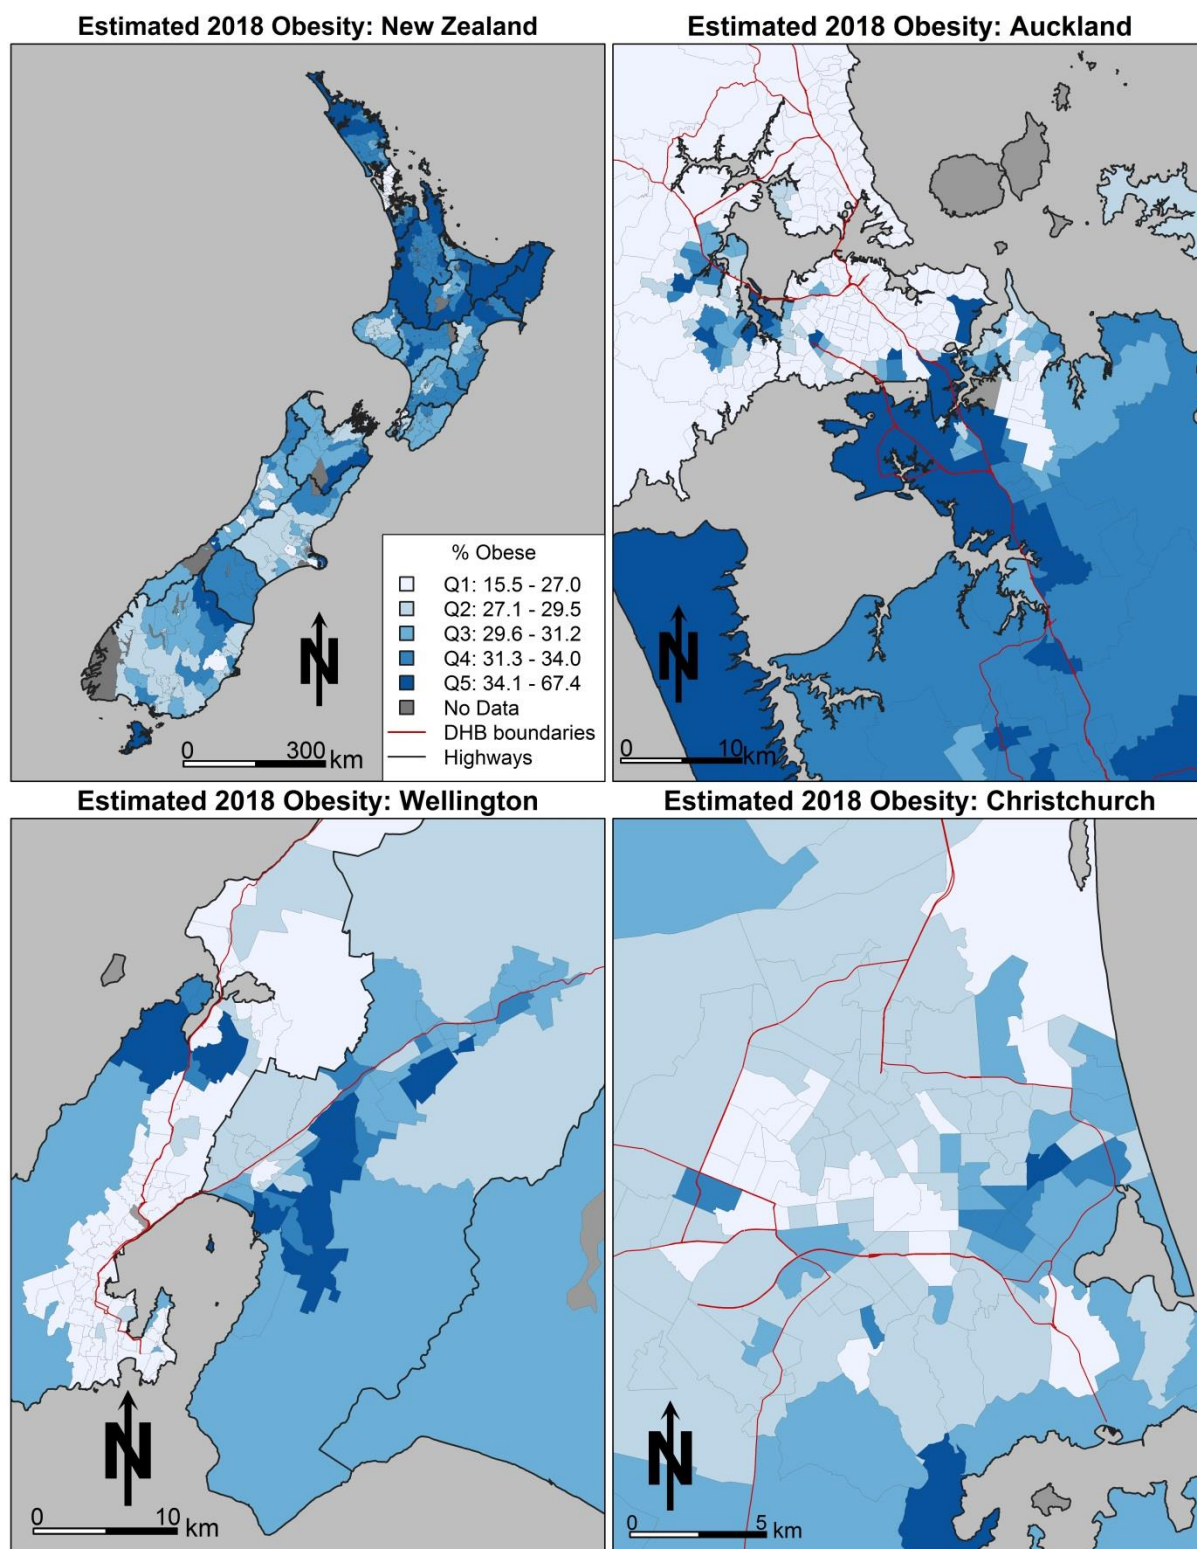 Estimated 2018 Obesity: New Zealand
Estimated 2018 Obesity: Auckland
% Obese
Q1: 15.5 - 27.0
Q2: 27.1 - 29.5
Q3: 29.6 - 31.2
Q4: 31.3 - 34.0
Q5: 34.1 - 67.4
No Data
DHB boundaries
Highways
N
0 300 km
N
0 10 km
Estimated 2018 Obesity: Wellington
Estimated 2018 Obesity: Christchurch
N
0 10 km
N
0 5 km